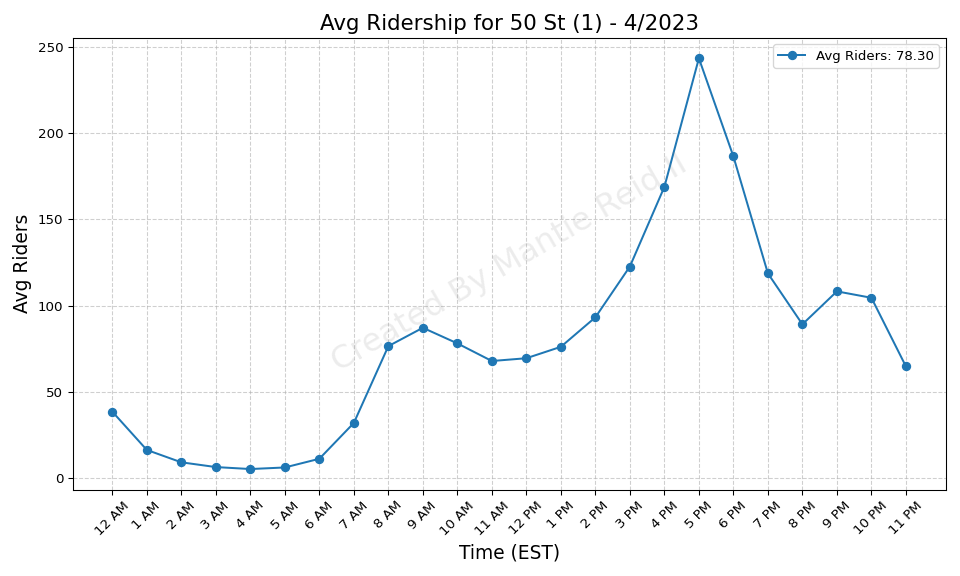 Avg Ridership for 50 St (1) - 4/2023
Avg Riders: 78.30
Avg Riders
250
200
150
100
50
0
Created By Mantle Reid II
12 AM
1 AM
2 AM
3 AM
4 AM
5 AM
6 AM
7 AM
8 AM
9 AM
10 AM
11 AM
12 PM
1 PM
2 PM
3 PM
4 PM
5 PM
6 PM
7 PM
8 PM
9 PM
10 PM
11 PM
Time (EST)